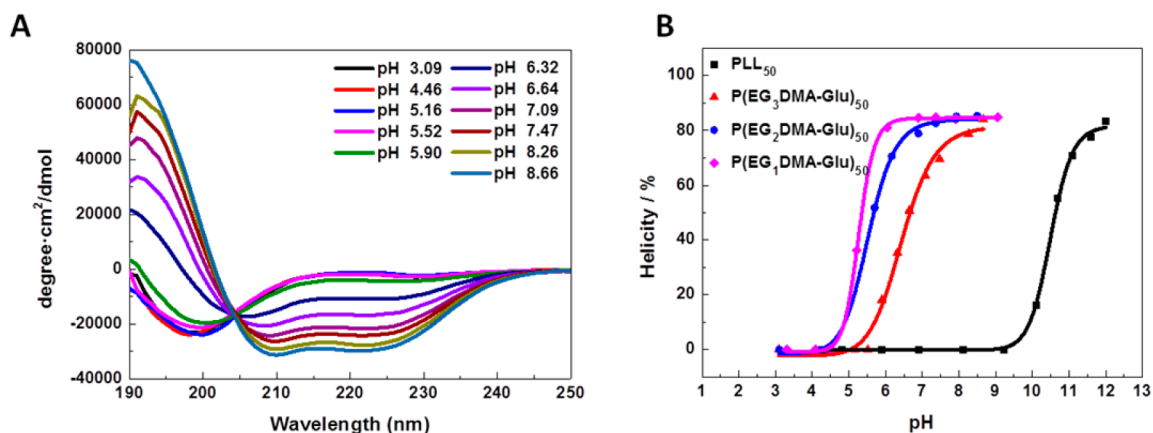 A
80000
60000
40000
20000
0
-20000
-40000
degree·cm²/dmol
pH 3.09
pH 4.46
pH 5.16
pH 5.52
pH 5.90
pH 6.32
pH 6.64
pH 7.09
pH 7.47
pH 8.26
pH 8.66
190 200 210 220 230 240 250
Wavelength (nm)
B
100
80
60
40
20
0
Helicity / %
PLL₅₀
P(EG₃DMA-Glu)₅₀
P(EG₂DMA-Glu)₅₀
P(EG₁DMA-Glu)₅₀
1 2 3 4 5 6 7 8 9 10 11 12 13
pH